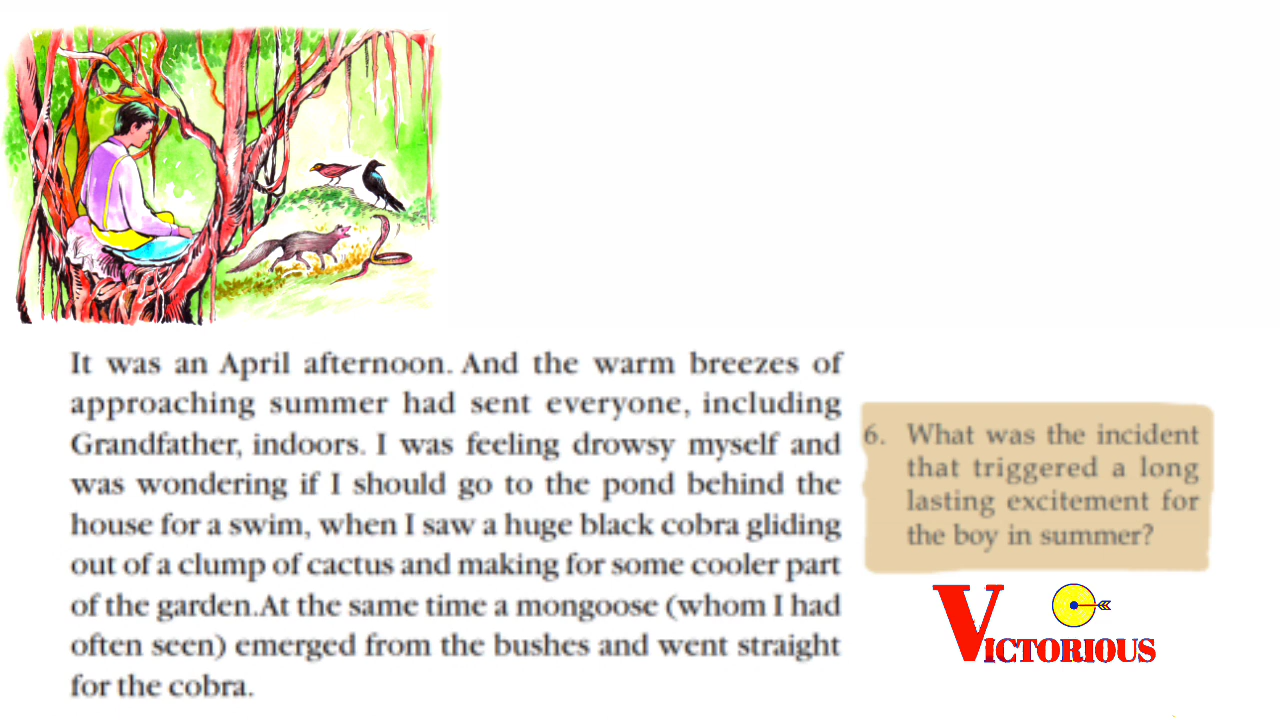 It was an April afternoon. And the warm breezes of
approaching summer had sent everyone, including
Grandfather, indoors. I was feeling drowsy myself and
was wondering if I should go to the pond behind the
house for a swim, when I saw a huge black cobra gliding
out of a clump of cactus and making for some cooler part
of the garden.At the same time a mongoose (whom I had
often seen) emerged from the bushes and went straight
for the cobra.
6. What was the incident
that triggered a long
lasting excitement for
the boy in summer?
VICTORIOUS